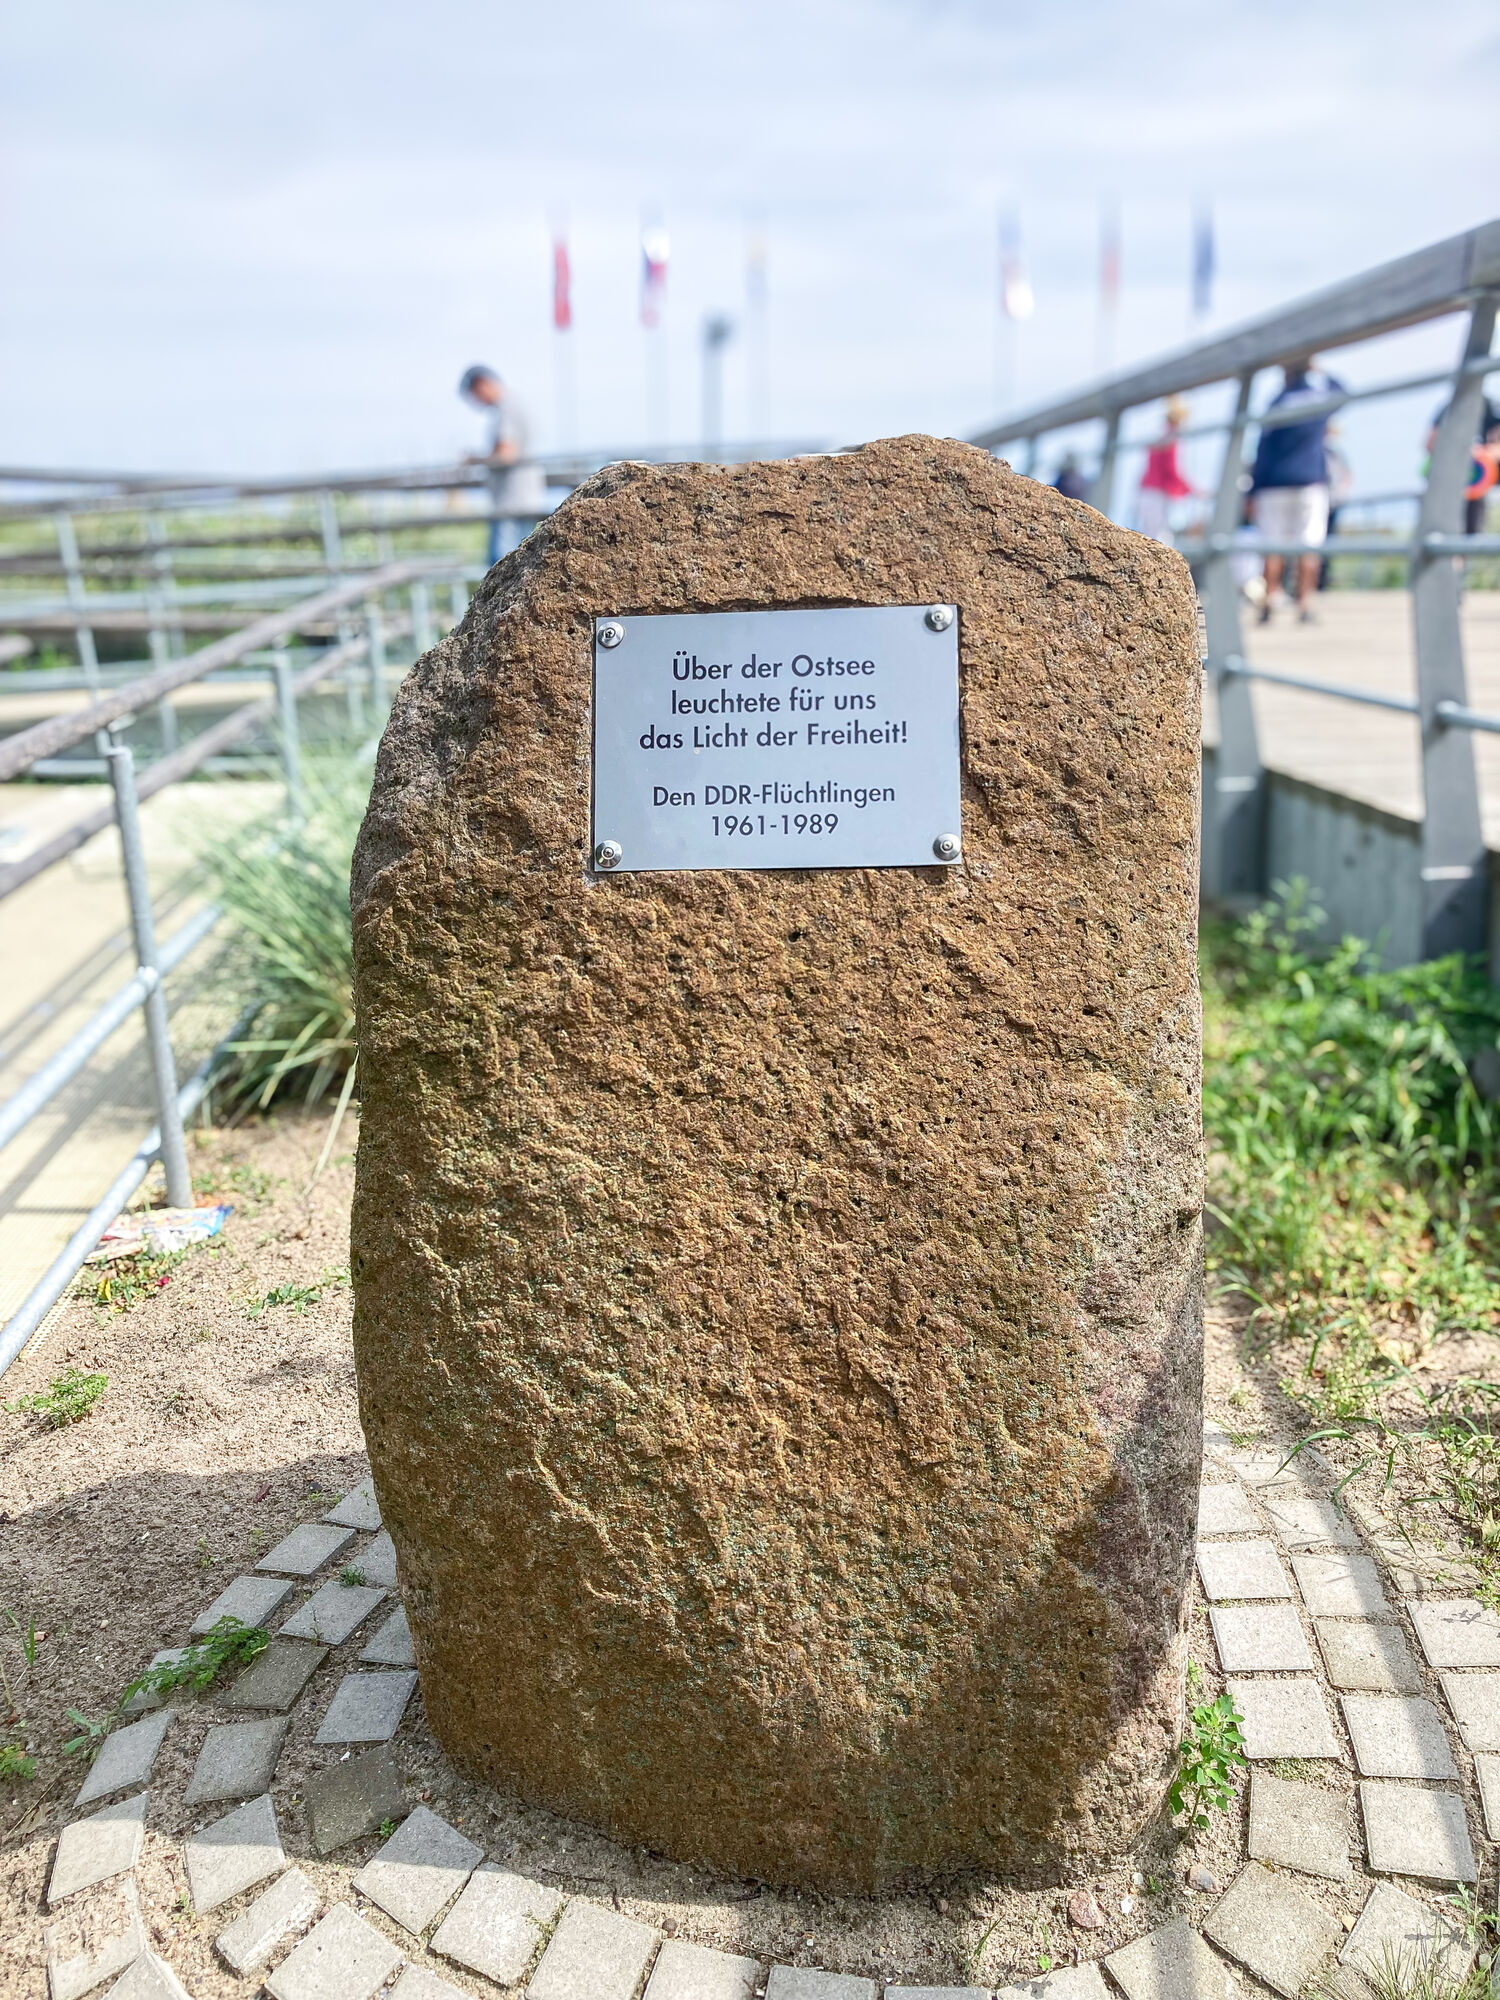 Über der Ostsee
leuchtete für uns
das Licht der Freiheit!
Den DDR-Flüchtlingen
1961-1989